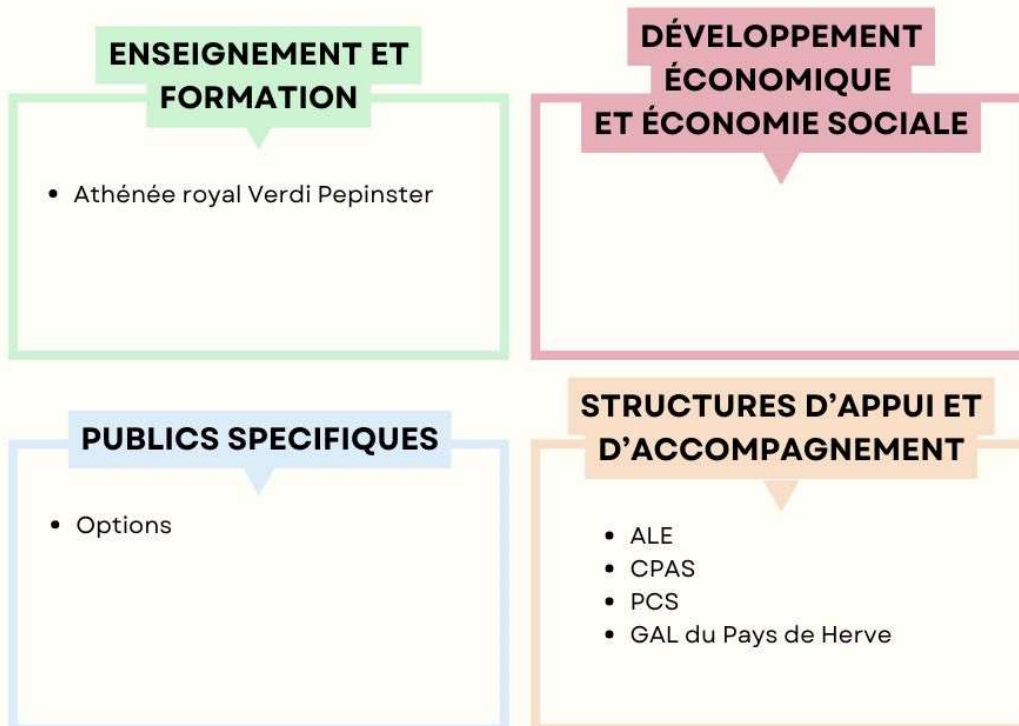 ENSEIGNEMENT ET
FORMATION
• Athénée royal Verdi Pepinster
DÉVELOPPEMENT
ÉCONOMIQUE
ET ÉCONOMIE SOCIALE
PUBLICS SPECIFIQUES
• Options
STRUCTURES D’APPUI ET
D’ACCOMPAGNEMENT
• ALE
• CPAS
• PCS
• GAL du Pays de Herve